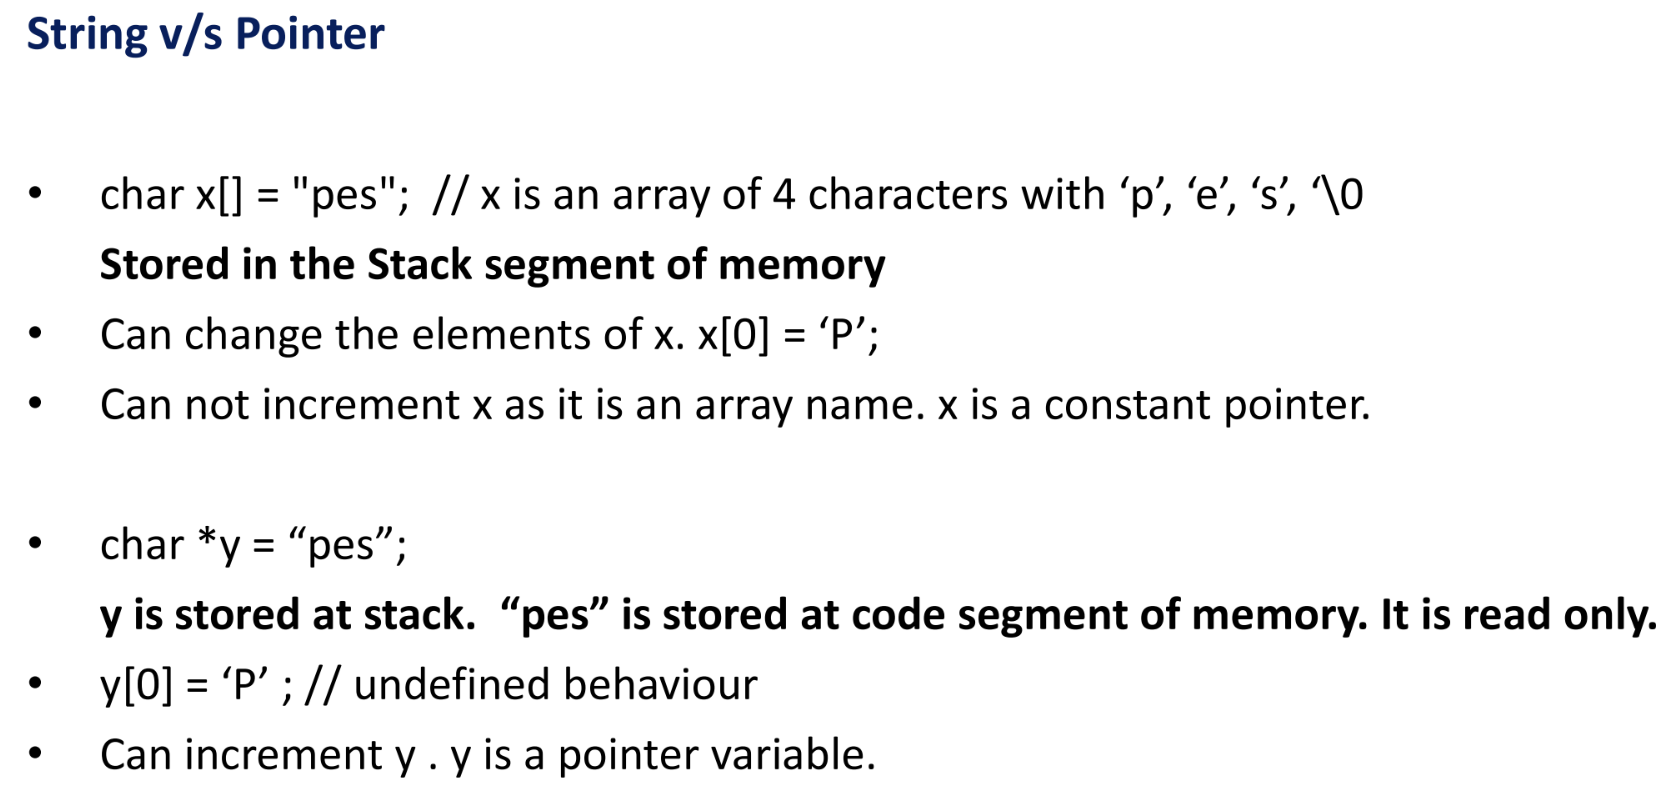 String v/s Pointer
• char x[] = "pes"; // x is an array of 4 characters with ‘p’, ‘e’, ‘s’, ‘\0
Stored in the Stack segment of memory
• Can change the elements of x. x[0] = ‘P’;
• Can not increment x as it is an array name. x is a constant pointer.
• char *y = “pes”;
y is stored at stack. “pes” is stored at code segment of memory. It is read only.
• y[0] = ‘P’ ; // undefined behaviour
• Can increment y . y is a pointer variable.